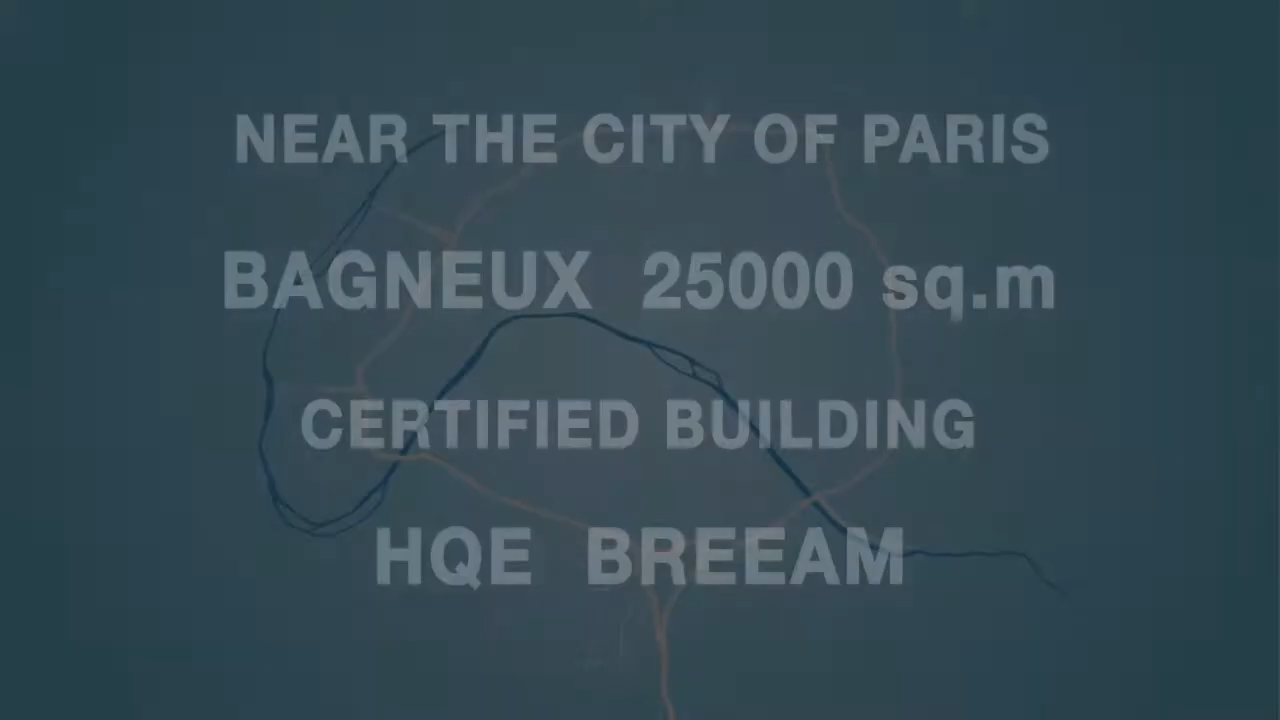 NEAR THE CITY OF PARIS
BAGNEUX 25000 sq.m
CERTIFIED BUILDING
HQE BREEAM